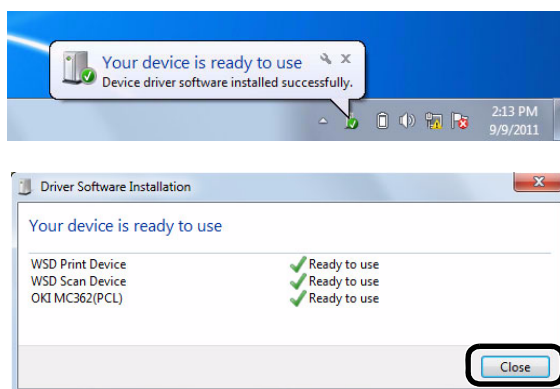 Your device is ready to use
Device driver software installed successfully.
2:13 PM
9/9/2011
Driver Software Installation
Your device is ready to use
WSD Print Device Ready to use
WSD Scan Device Ready to use
OKI MC362(PCL) Ready to use
Close